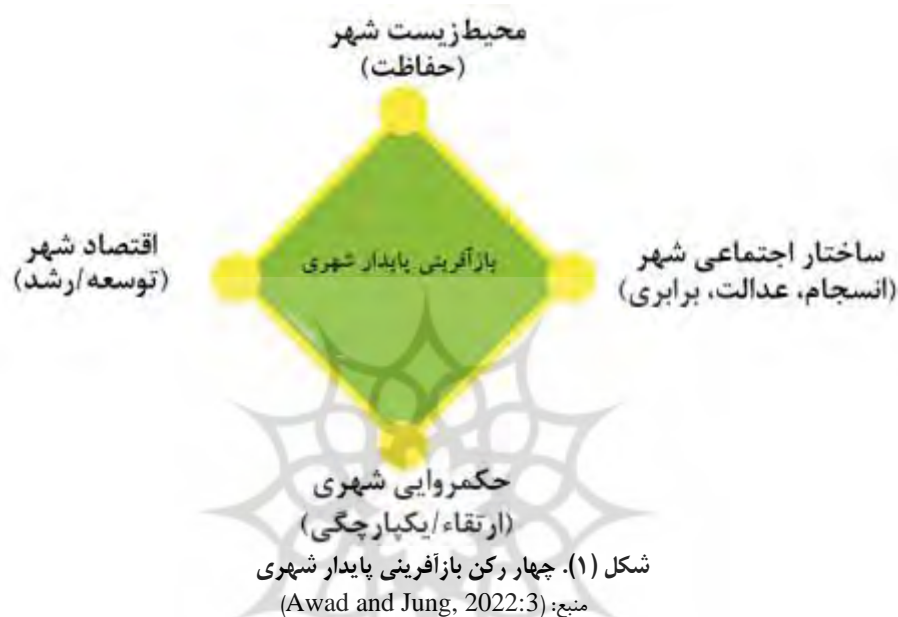 محیط‌زیست شهر
(حفاظت)
ساختار اجتماعی شهر
(انسجام، عدالت، برابری)
بازآفرینی پایدار شهری
اقتصاد شهر
(توسعه/رشد)
حکمروایی شهری
(ارتقاء/یکپارچگی)
شکل (۱). چهار رکن بازآفرینی پایدار شهری
منبع: (Awad and Jung, 2022:3)